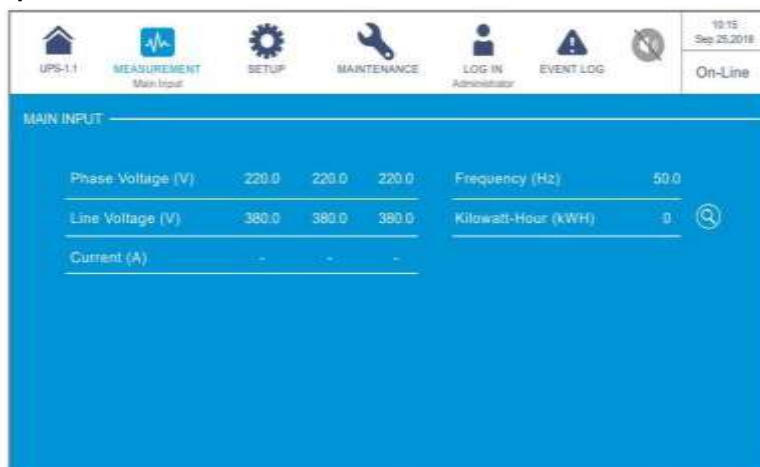 10:15
Sep 25,2018
UPS-1.1 MEASUREMENT SETUP MAINTENANCE LOG IN EVENT LOG
Main Input Administrator
On-Line
MAIN INPUT
Phase Voltage (V) 220.0 220.0 220.0 Frequency (Hz) 50.0
Line Voltage (V) 380.0 380.0 380.0 Kilowatt-Hour (kWH) 0
Current (A) - - -